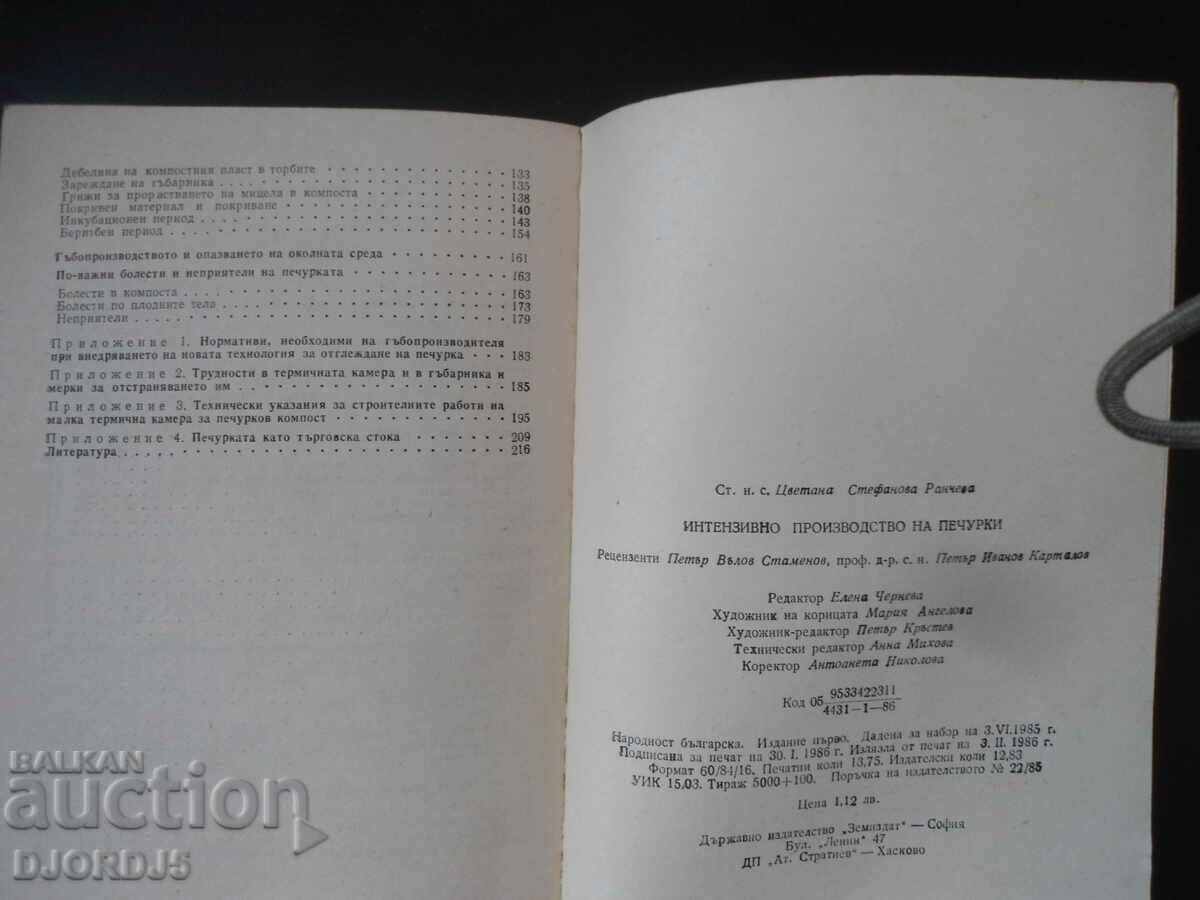 Дебелина на компостния пласт в торбите 133
Зареждане на гъбарника 135
Грижи за прорастването на мицела в компоста 138
Покривен материал и покриване 140
Инкубационен период 143
Беритбен период 154
Гъбопроизводството и опазването на околната среда 161
По-важни болести и неприятели на печурката 163
Болести в компоста 163
Болести по плодните тела 173
Неприятели 179
Приложение 1. Нормативи, необходими на гъбопроизводителя
при внедряването на новата технология за отглеждане на печурка 183
Приложение 2. Трудности в термичната камера и в гъбарника и
мерки за отстраняването им 185
Приложение 3. Технически указания за строителните работи на
малка термична камера за печурков компост 195
Приложение 4. Печурката като търговска стока 209
Литература 216
Ст. н. с. Цветана Стефанова Ранчева
ИНТЕНЗИВНО ПРОИЗВОДСТВО НА ПЕЧУРКИ
Рецензенти Петър Вълов Стаменов, проф. д-р. с. н. Петър Иванов Карталов
Редактор Елена Чернева
Художник на корицата Мария Ангелова
Художник-редактор Петър Кръстев
Технически редактор Анна Михова
Коректор Антоанета Николова
Код 05 9533422311
4431—1—86
Народност българска. Издание първо. Дадена за набор на 3.VI.1985 г.
Подписана за печат на 30. I. 1986 г. Излязла от печат на 3. II. 1986 г.
Формат 60/84/16. Печатни коли 13,75. Издателски коли 12,83
УИК 15,03. Тираж 5000+100. Поръчка на издателството № 22/85
Цена 1,12 лв.
Държавно издателство „Земиздат“ — София
Бул. „Ленин“ 47
ДП „Ат. Стратиев“ — Хасково
BALKAN
auction
DJORDJ5